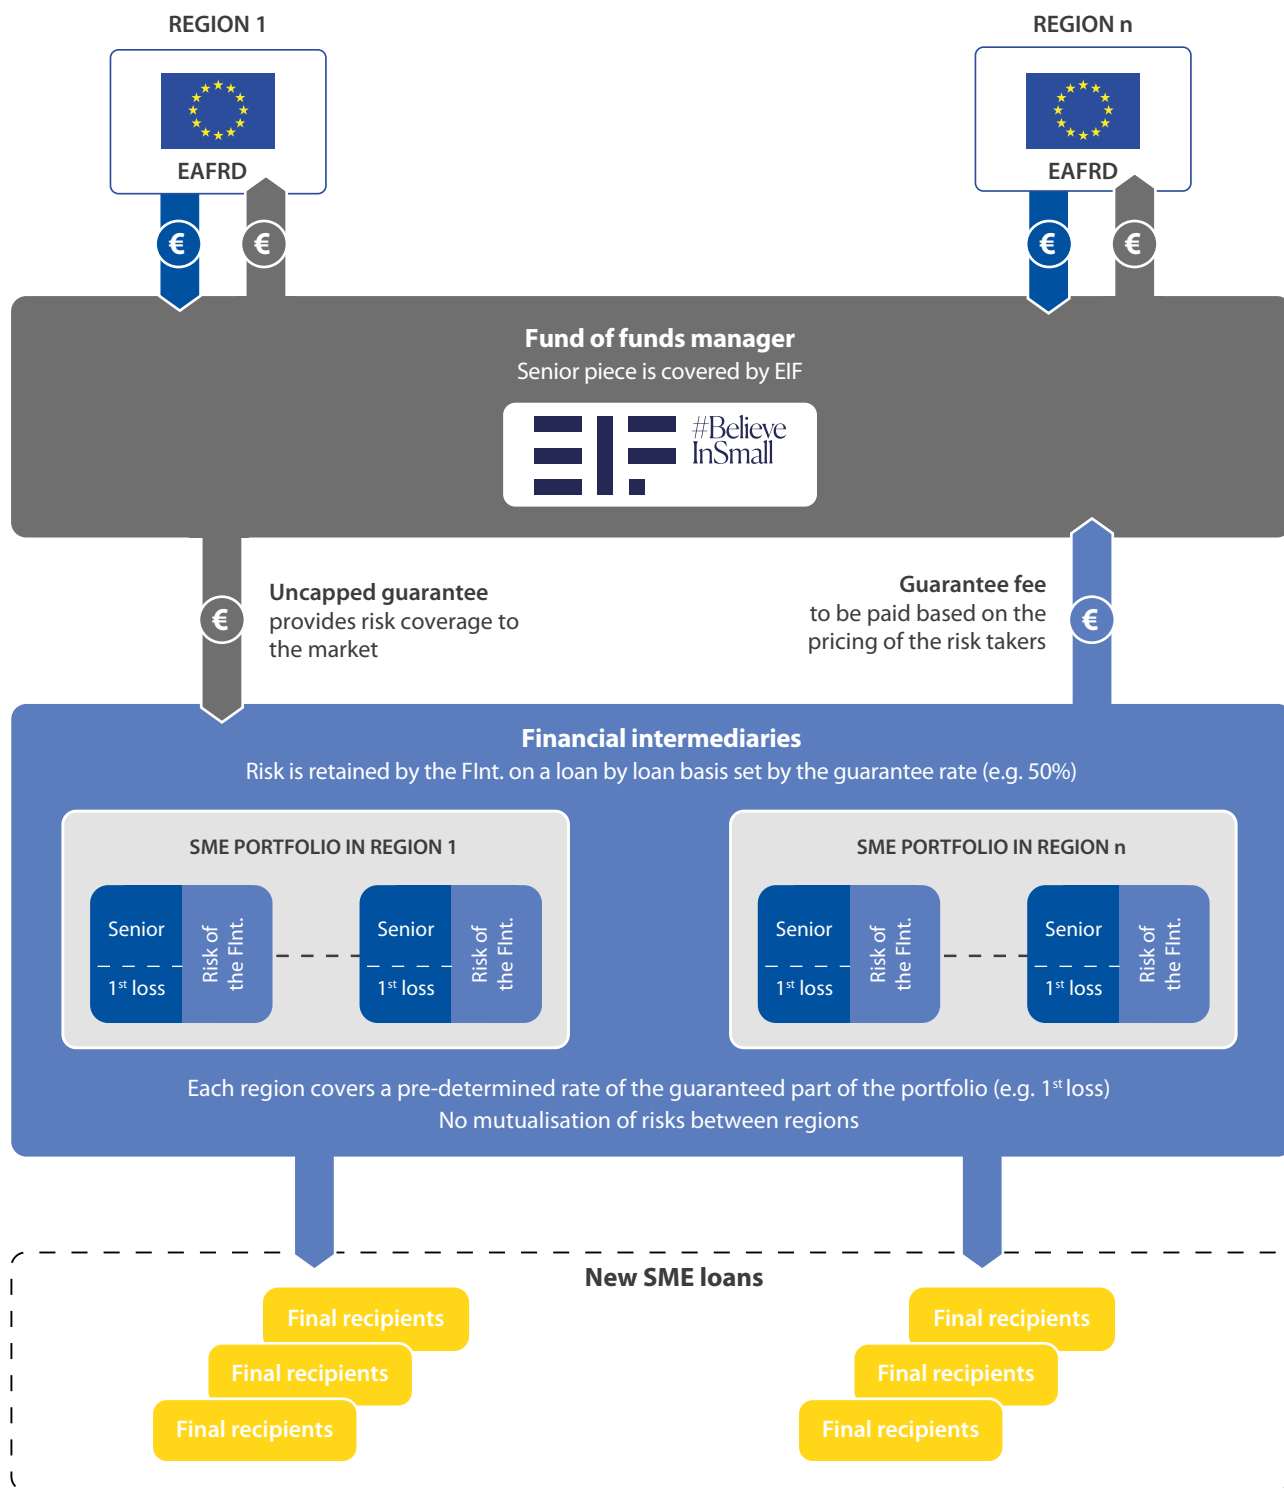 REGION 1
REGION n
EAFRD
EAFRD
€
€
€
€
Fund of funds manager
Senior piece is covered by EIF
EIF.
#Believe
InSmall
€
Uncapped guarantee
provides risk coverage to
the market
Guarantee fee
to be paid based on the
pricing of the risk takers
€
Financial intermediaries
Risk is retained by the FInt. on a loan by loan basis set by the guarantee rate (e.g. 50%)
SME PORTFOLIO IN REGION 1
Senior
1st loss
Risk of
the FInt.
Senior
1st loss
Risk of
the FInt.
SME PORTFOLIO IN REGION n
Senior
1st loss
Risk of
the FInt.
Senior
1st loss
Risk of
the FInt.
Each region covers a pre-determined rate of the guaranteed part of the portfolio (e.g. 1st loss)
No mutualisation of risks between regions
New SME loans
Final recipients
Final recipients
Final recipients
Final recipients
Final recipients
Final recipients